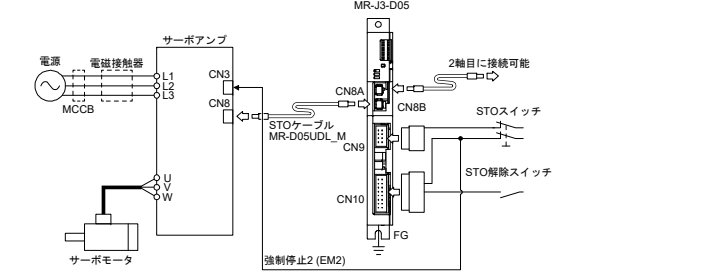 MR-J3-D05
サーボアンプ
電源
電磁接触器
2軸目に接続可能
L1
L2
L3
CN3
CN8A
CN8
CN8B
MCCB
STOスイッチ
STOケーブル
MR-D05UDL_M
CN9
STO解除スイッチ
U
V
W
CN10
FG
サーボモータ
強制停止2 (EM2)